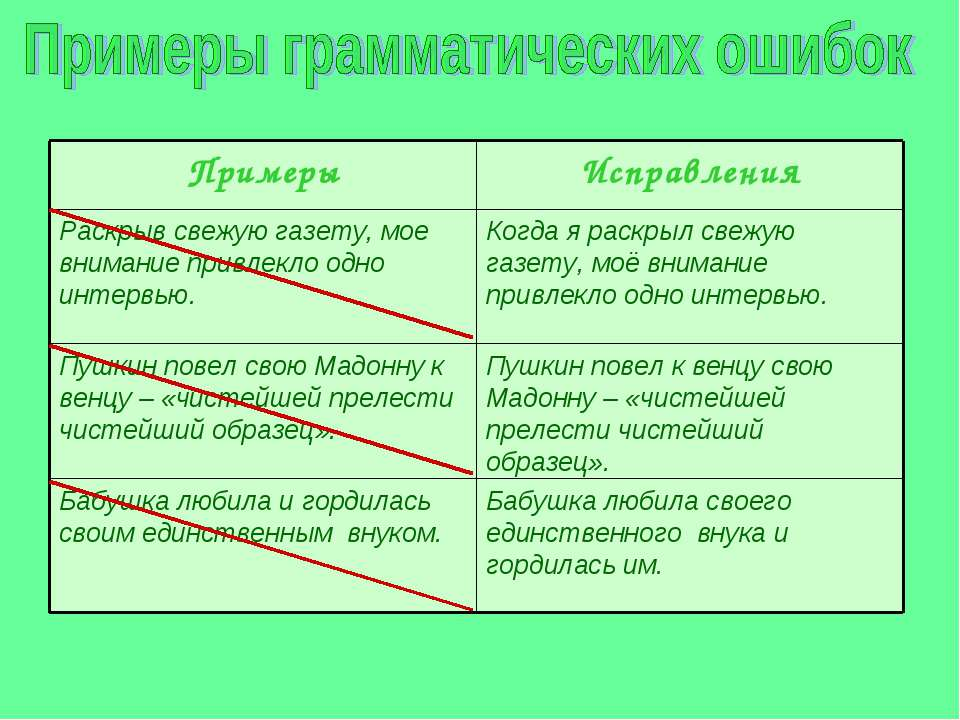 Примеры грамматических ошибок
Примеры
Исправления
Раскрыв свежую газету, мое
внимание привлекло одно
интервью.
Когда я раскрыл свежую
газету, моё внимание
привлекло одно интервью.
Пушкин повел свою Мадонну к
венцу – «чистейшей прелести
чистейший образец».
Пушкин повел к венцу свою
Мадонну – «чистейшей
прелести чистейший
образец».
Бабушка любила и гордилась
своим единственным внуком.
Бабушка любила своего
единственного внука и
гордилась им.